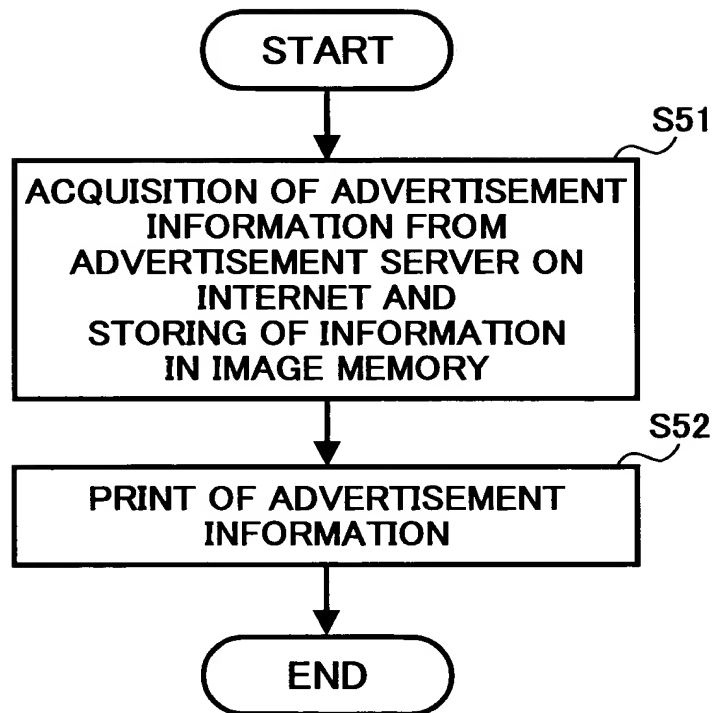 START
S51
ACQUISITION OF ADVERTISEMENT
INFORMATION FROM
ADVERTISEMENT SERVER ON
INTERNET AND
STORING OF INFORMATION
IN IMAGE MEMORY
S52
PRINT OF ADVERTISEMENT
INFORMATION
END